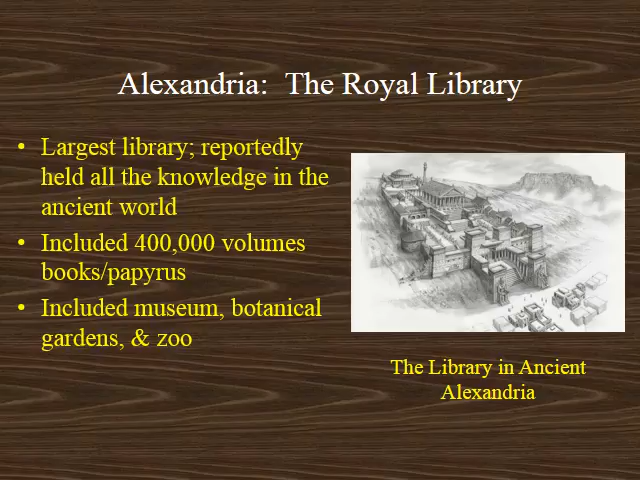 Alexandria:  The Royal Library
• Largest library; reportedly
held all the knowledge in the
ancient world
• Included 400,000 volumes
books/papyrus
• Included museum, botanical
gardens, & zoo
The Library in Ancient
Alexandria